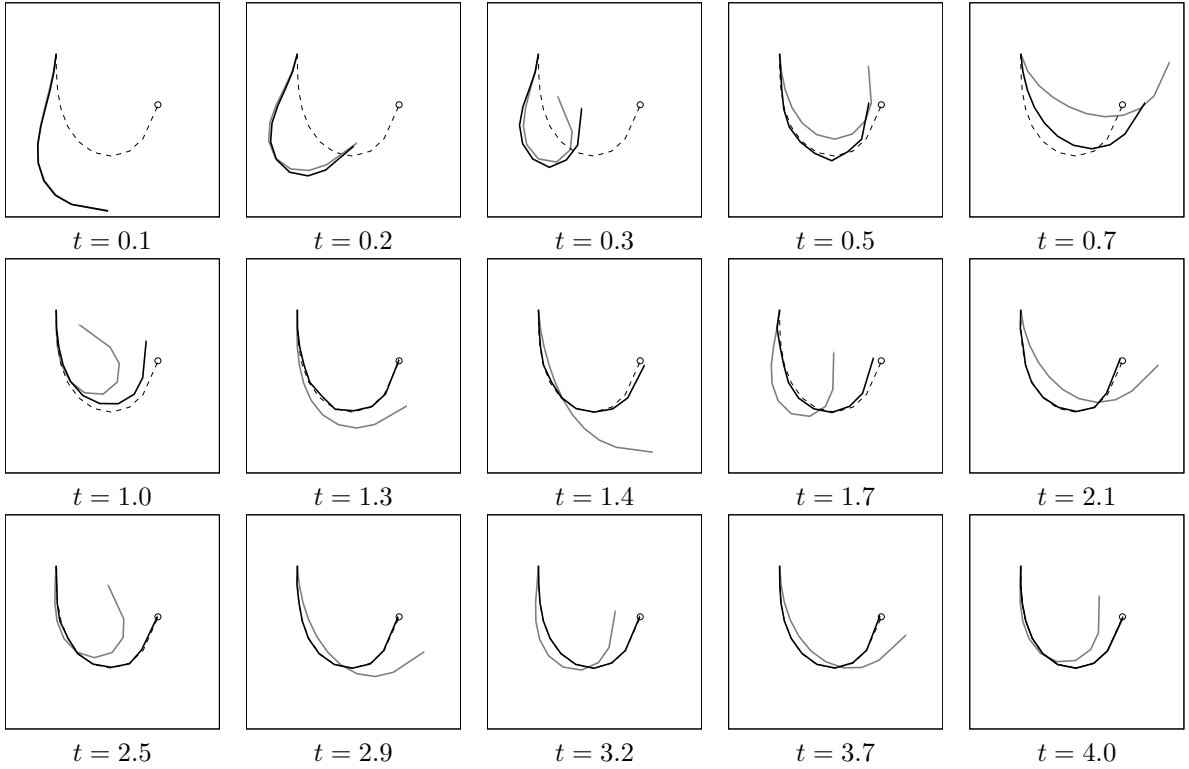 t = 0.1 t = 0.2 t = 0.3 t = 0.5 t = 0.7
t = 1.0 t = 1.3 t = 1.4 t = 1.7 t = 2.1
t = 2.5 t = 2.9 t = 3.2 t = 3.7 t = 4.0